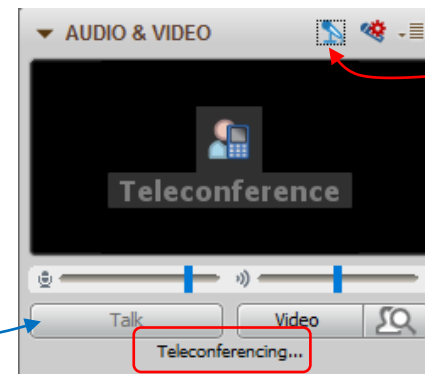 AUDIO & VIDEO
Teleconference
Talk
Video
Teleconferencing...